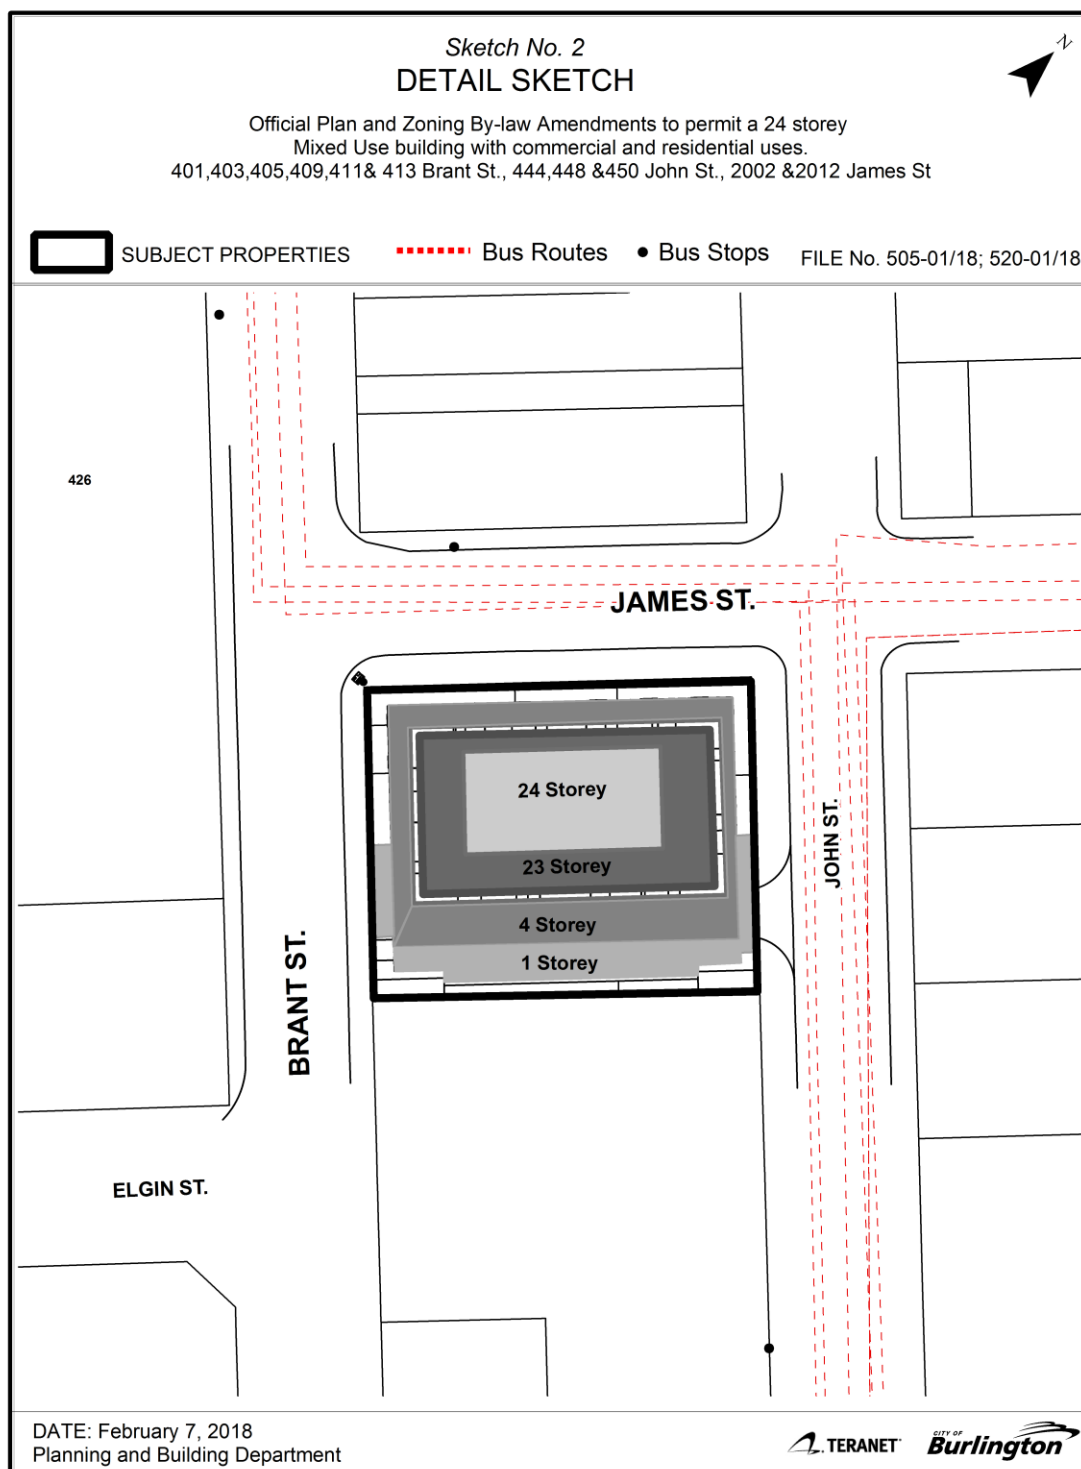 Sketch No. 2
N
DETAIL SKETCH
Official Plan and Zoning By-law Amendments to permit a 24 storey
Mixed Use building with commercial and residential uses.
401,403,405,409,411& 413 Brant St., 444,448 &450 John St., 2002 &2012 James St
SUBJECT PROPERTIES
Bus Routes
Bus Stops
FILE No. 505-01/18; 520-01/18
426
JAMES ST.
24 Storey
23 Storey
JOHN ST.
4 Storey
1 Storey
BRANT ST.
ELGIN ST.
DATE: February 7, 2018
Planning and Building Department
TERANET
CITY OF
Burlington